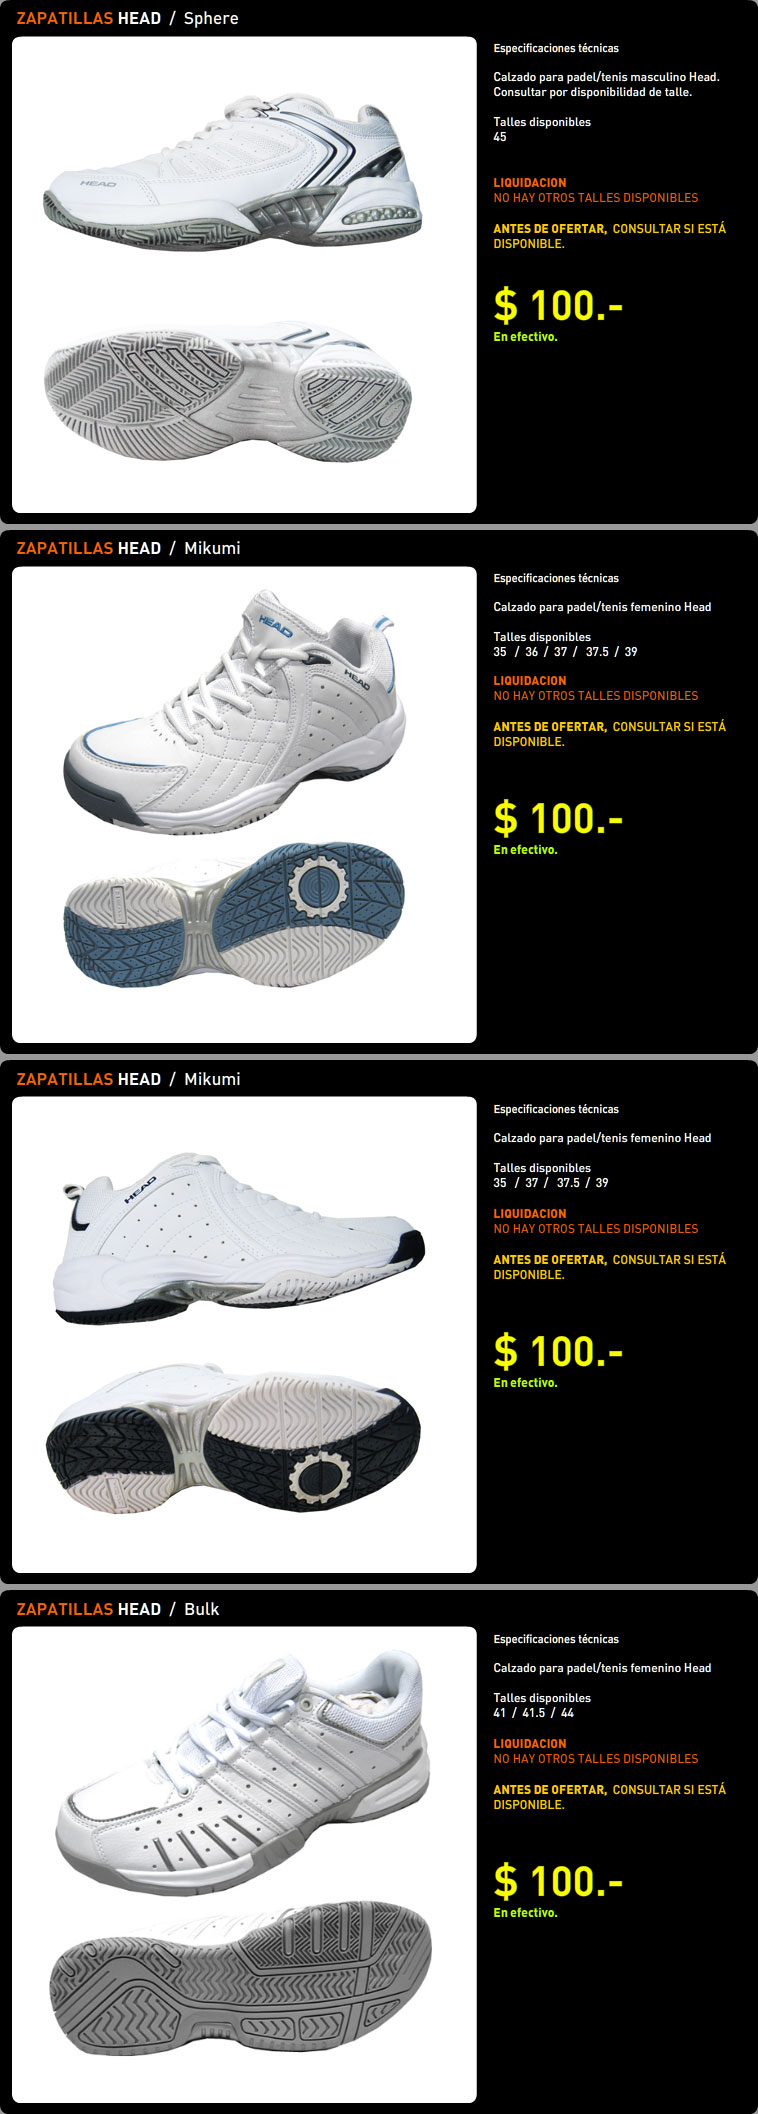 ZAPATILLAS HEAD / Sphere
Especificaciones técnicas
Calzado para padel/tenis masculino Head.
Consultar por disponibilidad de talle.
Talles disponibles
45
LIQUIDACION
NO HAY OTROS TALLES DISPONIBLES
ANTES DE OFERTAR, CONSULTAR SI ESTÁ
DISPONIBLE.
$ 100.-
En efectivo.
HEAD
ZAPATILLAS HEAD / Mikumi
Especificaciones técnicas
Calzado para padel/tenis femenino Head
Talles disponibles
35 / 36 / 37 / 37.5 / 39
LIQUIDACION
NO HAY OTROS TALLES DISPONIBLES
ANTES DE OFERTAR, CONSULTAR SI ESTÁ
DISPONIBLE.
$ 100.-
En efectivo.
HEAD
HEAD
ZAPATILLAS HEAD / Mikumi
Especificaciones técnicas
Calzado para padel/tenis femenino Head
Talles disponibles
35 / 37 / 37.5 / 39
LIQUIDACION
NO HAY OTROS TALLES DISPONIBLES
ANTES DE OFERTAR, CONSULTAR SI ESTÁ
DISPONIBLE.
$ 100.-
En efectivo.
HEAD
ZAPATILLAS HEAD / Bulk
Especificaciones técnicas
Calzado para padel/tenis femenino Head
Talles disponibles
41 / 41.5 / 44
LIQUIDACION
NO HAY OTROS TALLES DISPONIBLES
ANTES DE OFERTAR, CONSULTAR SI ESTÁ
DISPONIBLE.
$ 100.-
En efectivo.